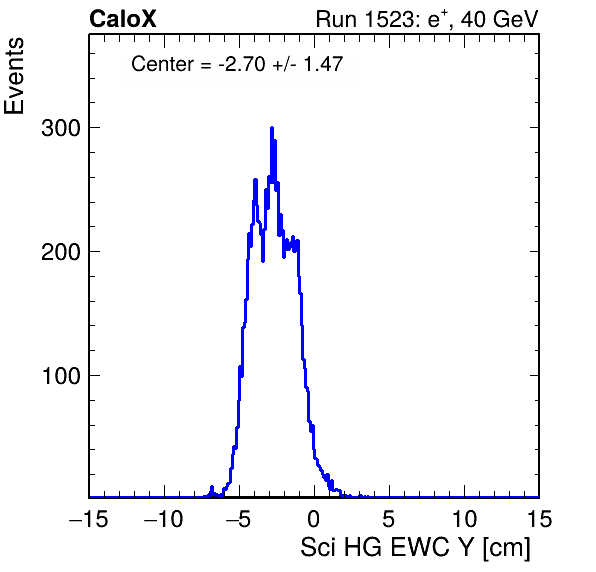 CaloX Run 1523: e⁺, 40 GeV
Center = -2.70 +/- 1.47
Events
300
200
100
−15 −10 −5 0 5 10 15
Sci HG EWC Y [cm]